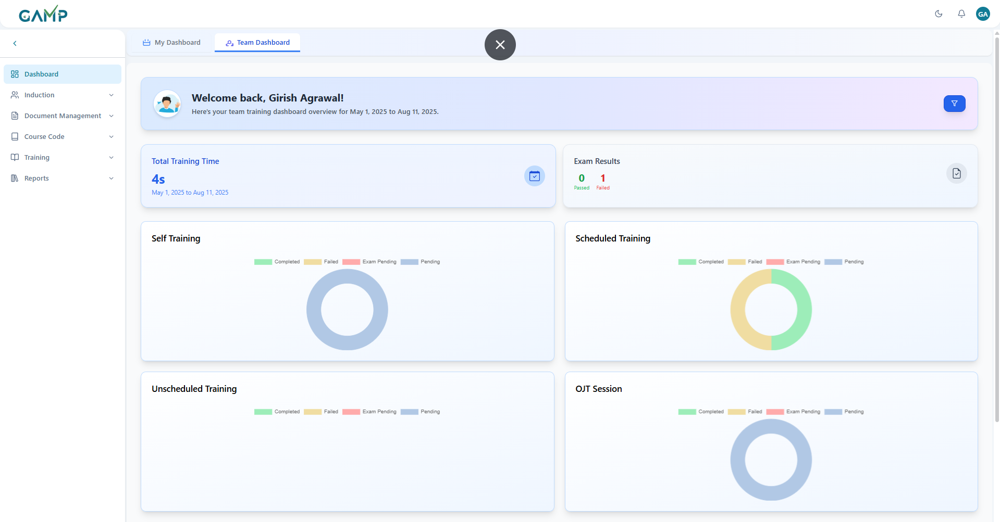 GAMP
GA
My Dashboard
Team Dashboard
Dashboard
Induction
Document Management
Course Code
Training
Reports
Welcome back, Girish Agrawal!
Here's your team training dashboard overview for May 1, 2025 to Aug 11, 2025.
Total Training Time
4s
May 1, 2025 to Aug 11, 2025
Exam Results
0 1
Passed Failed
Self Training
Completed Failed Exam Pending Pending
Scheduled Training
Completed Failed Exam Pending Pending
Unscheduled Training
Completed Failed Exam Pending Pending
OJT Session
Completed Failed Exam Pending Pending